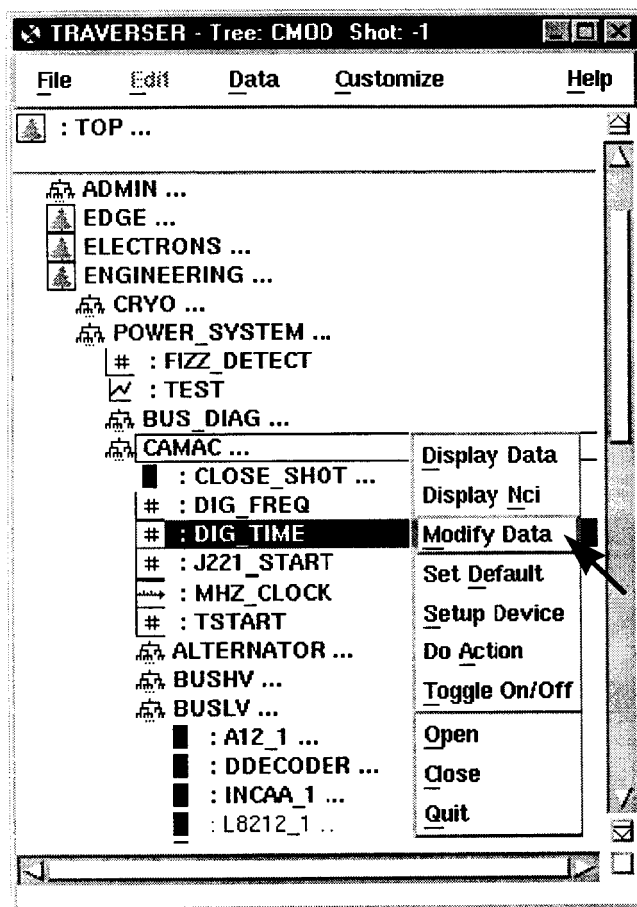 TRAVERSER - Tree: CMOD Shot: -1
File Edit Data Customize Help
: TOP ...
ADMIN ...
EDGE ...
ELECTRONS ...
ENGINEERING ...
CRYO ...
POWER_SYSTEM ...
# : FIZZ_DETECT
: TEST
BUS_DIAG ...
CAMAC ...
: CLOSE_SHOT ...
# : DIG_FREQ
# : DIG_TIME
# : J221_START
: MHZ_CLOCK
# : TSTART
ALTERNATOR ...
BUSHV ...
BUSLV ...
: A12_1 ...
: DDECODER ...
: INCAA_1 ...
: L8212_1 ..
Display Data
Display Nci
Modify Data
Set Default
Setup Device
Do Action
Toggle On/Off
Open
Close
Quit